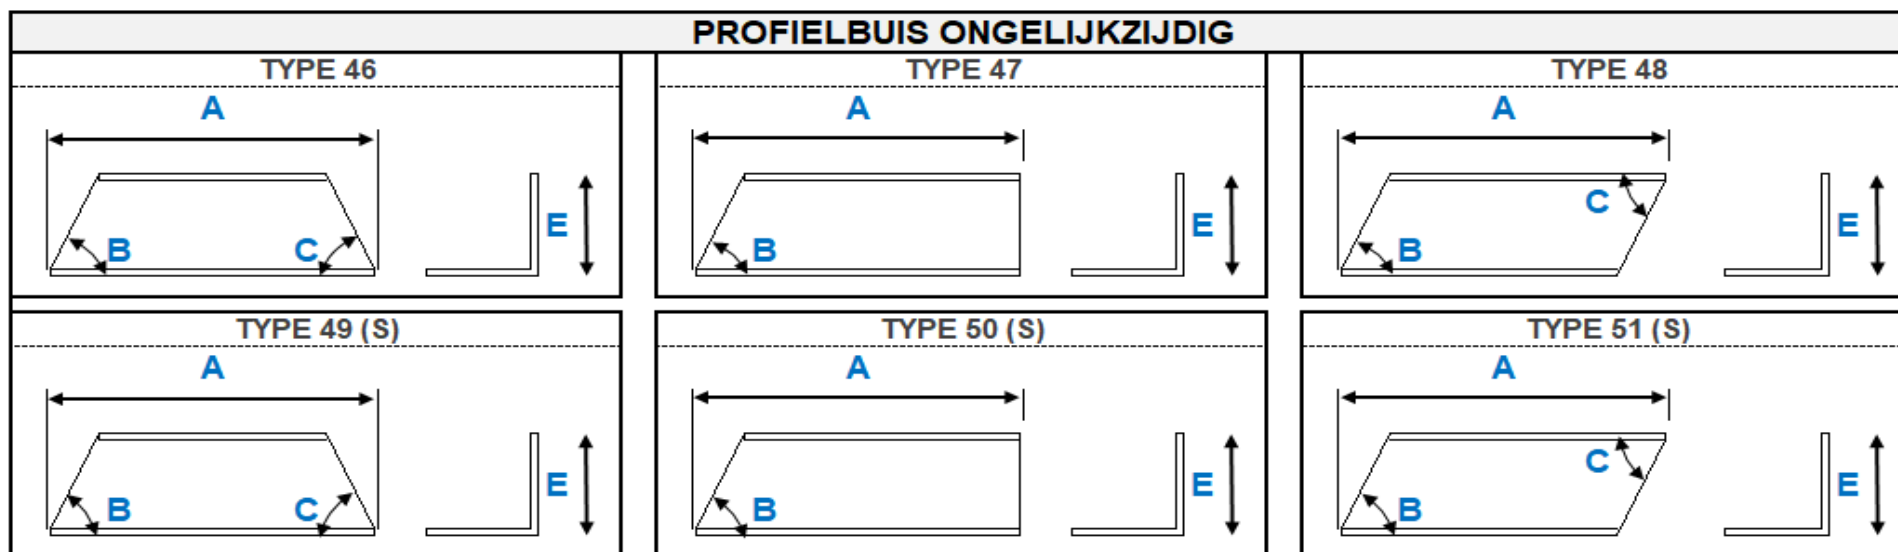 PROFIELBUIS ONGELIJKZIJDIG
TYPE 46
A
B
C
E
TYPE 47
A
B
E
TYPE 48
A
B
C
E
TYPE 49 (S)
A
B
C
E
TYPE 50 (S)
A
B
E
TYPE 51 (S)
A
B
C
E